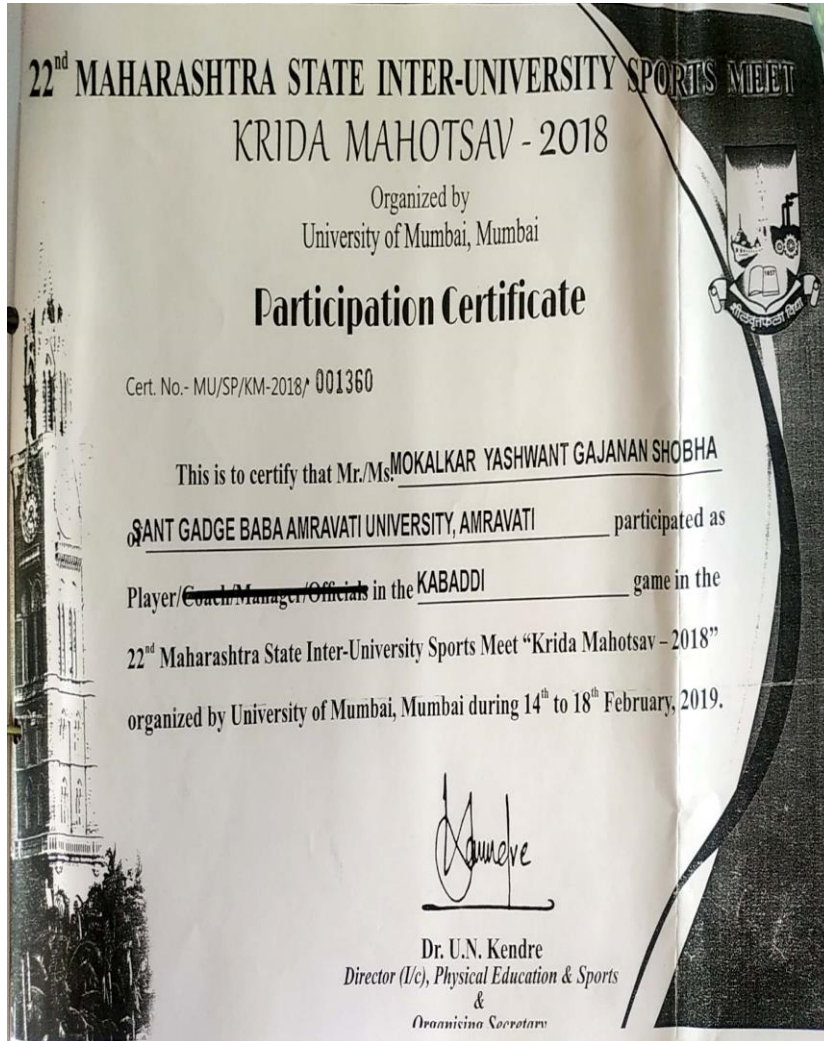 22nd MAHARASHTRA STATE INTER-UNIVERSITY SPORTS MEET
KRIDA MAHOTSAV - 2018
Organized by
University of Mumbai, Mumbai
Participation Certificate
1857
शीलवृतफला विद्या
Cert. No.- MU/SP/KM-2018/ 001360
This is to certify that Mr./Ms. MOKALKAR YASHWANT GAJANAN SHOBHA
of SANT GADGE BABA AMRAVATI UNIVERSITY, AMRAVATI participated as
Player/Coach/Manager/Officials in the KABADDI game in the
22nd Maharashtra State Inter-University Sports Meet “Krida Mahotsav – 2018”
organized by University of Mumbai, Mumbai during 14th to 18th February, 2019.
Dr. U.N. Kendre
Director (I/c), Physical Education & Sports
&
Organising Secretary